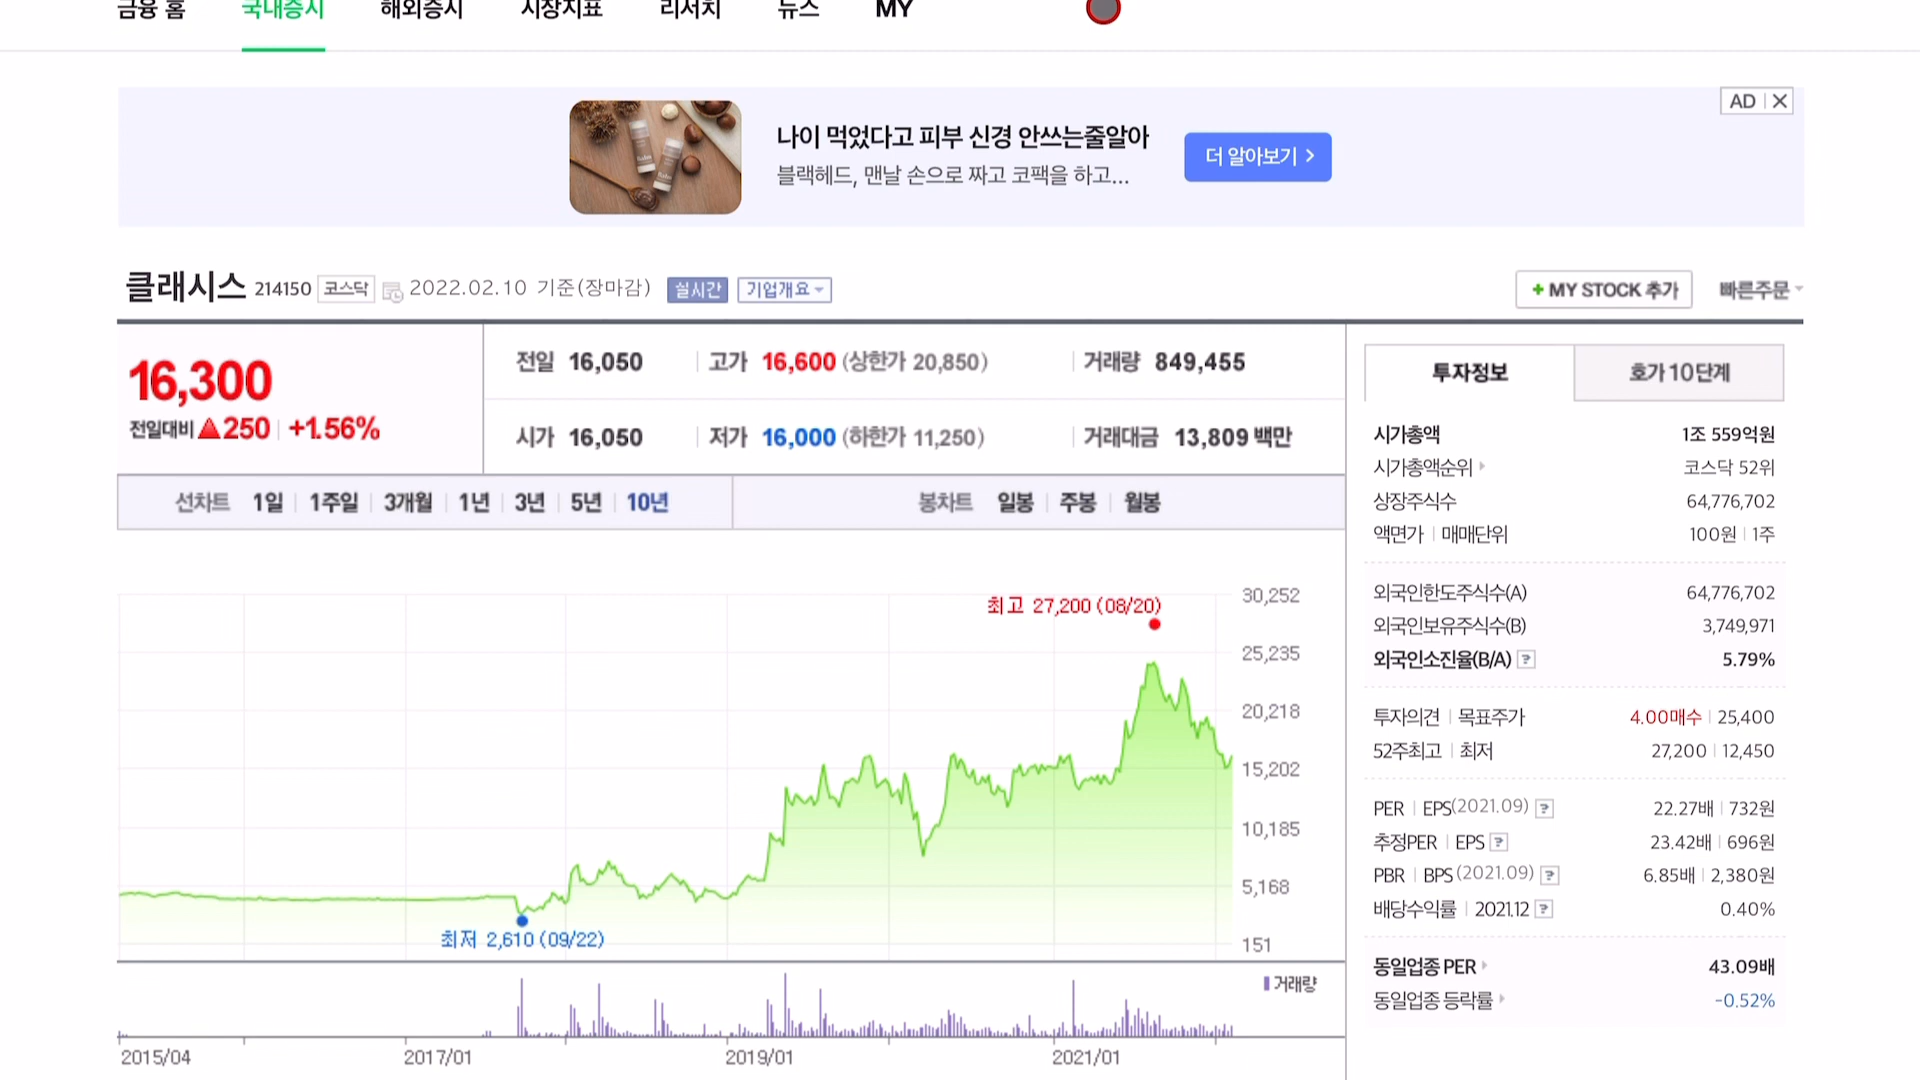 금융 홈 국내증시 해외증시 시장지표 리서치 뉴스 MY
AD
나이 먹었다고 피부 신경 안쓰는줄알아
블랙헤드, 맨날 손으로 짜고 코팩을 하고...
더 알아보기 >
클래시스 214150 코스닥 2022.02.10 기준(장마감) 실시간 기업개요
+ MY STOCK 추가 빠른주문
16,300
전일대비 ▲250 +1.56%
전일 16,050 고가 16,600 (상한가 20,850) 거래량 849,455
시가 16,050 저가 16,000 (하한가 11,250) 거래대금 13,809 백만
선차트 1일 1주일 3개월 1년 3년 5년 10년 봉차트 일봉 주봉 월봉
최고 27,200 (08/20)
30,252
25,235
20,218
15,202
10,185
5,168
151
최저 2,610 (09/22)
거래량
2015/04 2017/01 2019/01 2021/01
투자정보 호가 10단계
시가총액 1조 559억원
시가총액순위 코스닥 52위
상장주식수 64,776,702
액면가 매매단위 100원 1주
외국인한도주식수(A) 64,776,702
외국인보유주식수(B) 3,749,971
외국인소진율(B/A) ? 5.79%
투자의견 목표주가 4.00매수 25,400
52주최고 최저 27,200 12,450
PER EPS(2021.09) ? 22.27배 732원
추정PER EPS ? 23.42배 696원
PBR BPS (2021.09) ? 6.85배 2,380원
배당수익률 2021.12 ? 0.40%
동일업종 PER 43.09배
동일업종 등락률 -0.52%